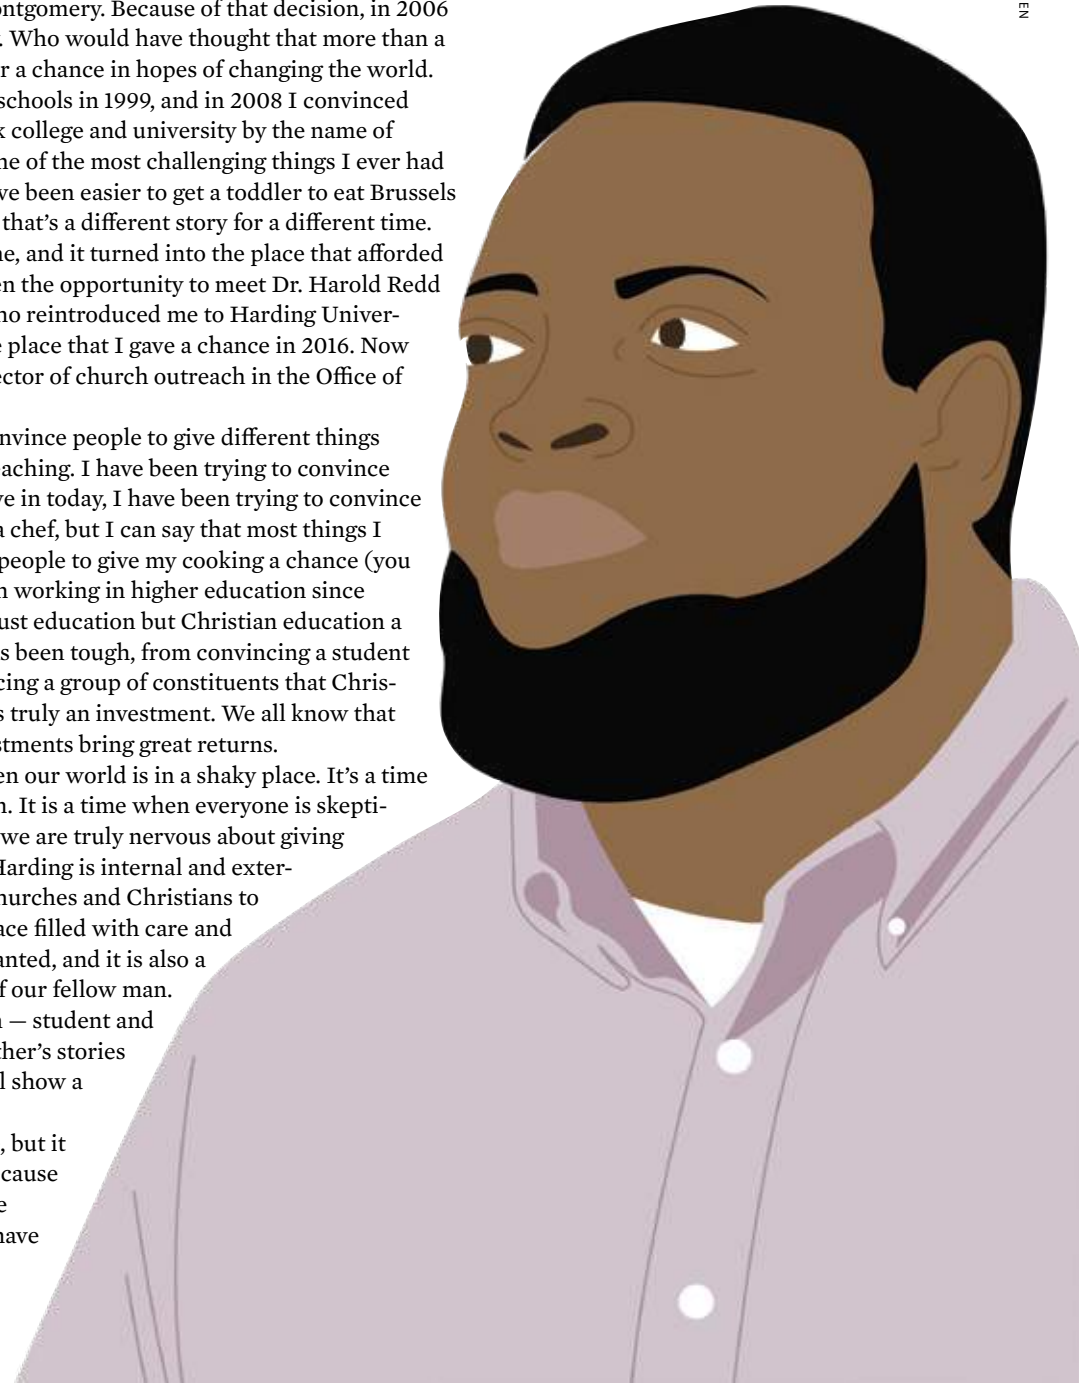 ontgomery. Because of that decision, in 2006
. Who would have thought that more than a
r a chance in hopes of changing the world.
schools in 1999, and in 2008 I convinced
k college and university by the name of
ne of the most challenging things I ever had
ve been easier to get a toddler to eat Brussels
that’s a different story for a different time.
ne, and it turned into the place that afforded
en the opportunity to meet Dr. Harold Redd
ho reintroduced me to Harding Univer-
e place that I gave a chance in 2016. Now
ector of church outreach in the Office of
nvince people to give different things
eaching. I have been trying to convince
ve in today, I have been trying to convince
a chef, but I can say that most things I
people to give my cooking a chance (you
n working in higher education since
ust education but Christian education a
s been tough, from convincing a student
cing a group of constituents that Chris-
s truly an investment. We all know that
stments bring great returns.
en our world is in a shaky place. It’s a time
n. It is a time when everyone is skepti-
we are truly nervous about giving
Harding is internal and exter-
hurches and Christians to
ace filled with care and
anted, and it is also a
f our fellow man.
n — student and
ther’s stories
l show a
, but it
cause
e
have
EN